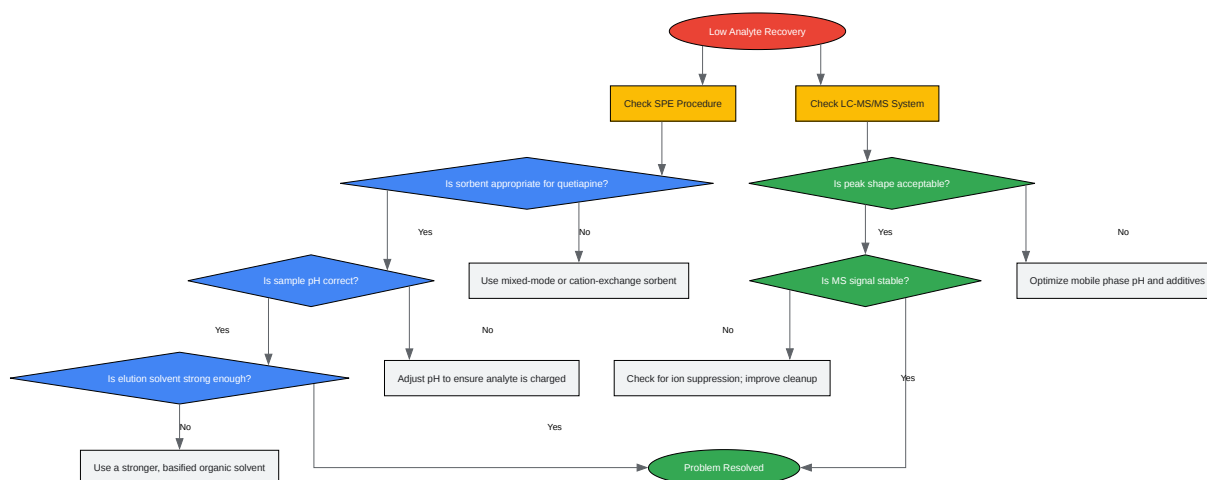 Low Analyte Recovery
Check SPE Procedure
Check LC-MS/MS System
Is sorbent appropriate for quetiapine?
Is peak shape acceptable?
Yes
No
Yes
No
Is sample pH correct?
Use mixed-mode or cation-exchange sorbent
Is MS signal stable?
Optimize mobile phase pH and additives
Yes
No
No
Is elution solvent strong enough?
Adjust pH to ensure analyte is charged
Check for ion suppression; improve cleanup
Yes
No
Yes
Use a stronger, basified organic solvent
Problem Resolved